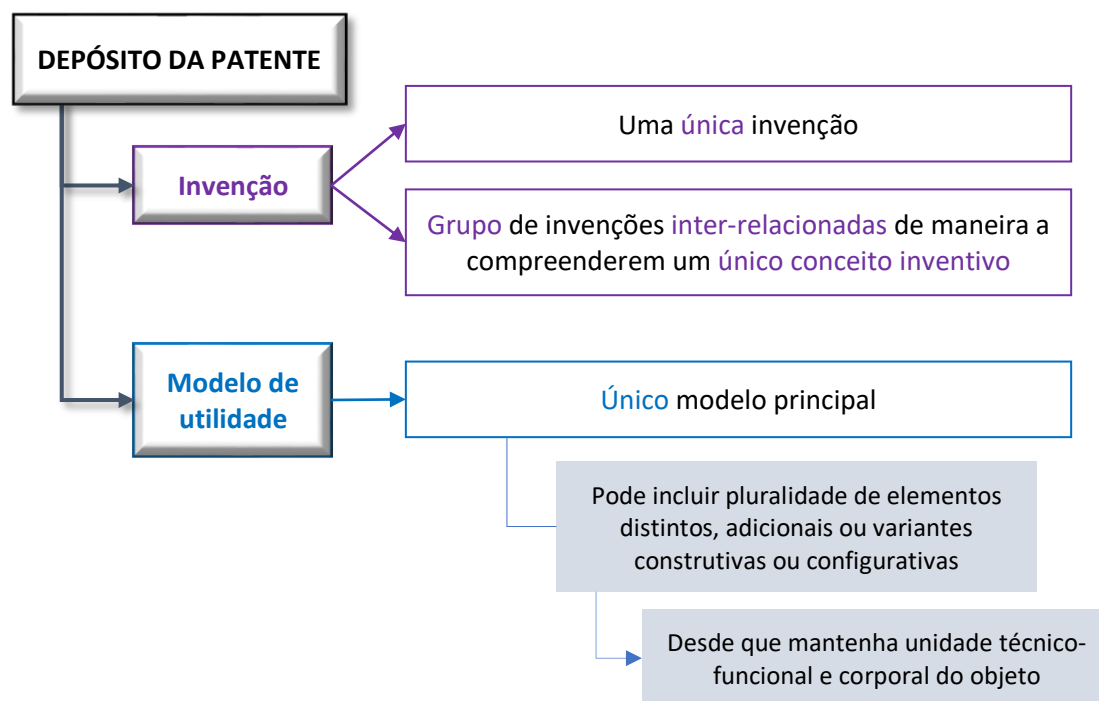 DEPÓSITO DA PATENTE
Uma única invenção
Invenção
Grupo de invenções inter-relacionadas de maneira a
compreenderem um único conceito inventivo
Modelo de
utilidade
Único modelo principal
Pode incluir pluralidade de elementos
distintos, adicionais ou variantes
construtivas ou configurativas
Desde que mantenha unidade técnico-
funcional e corporal do objeto